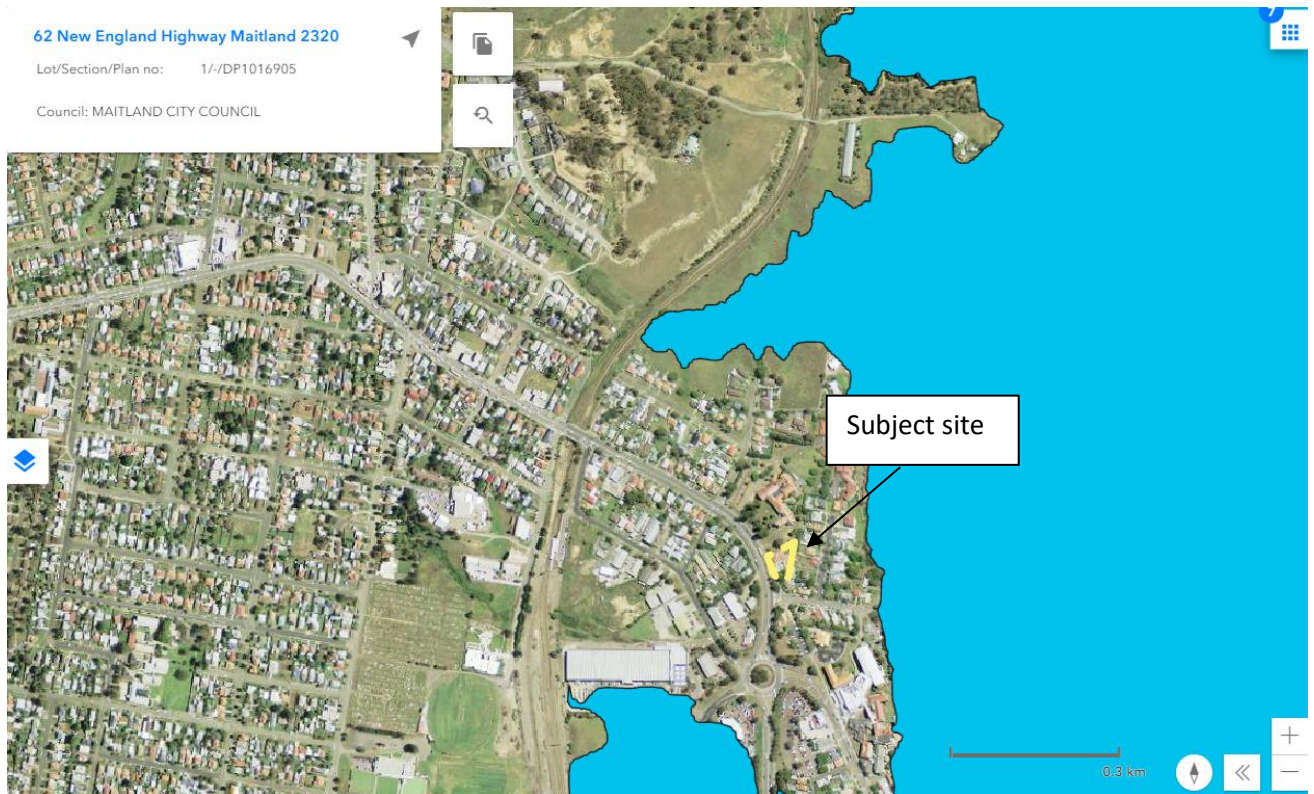 62 New England Highway Maitland 2320
Lot/Section/Plan no: 1/-/DP1016905
Council: MAITLAND CITY COUNCIL
Subject site
0.3 km